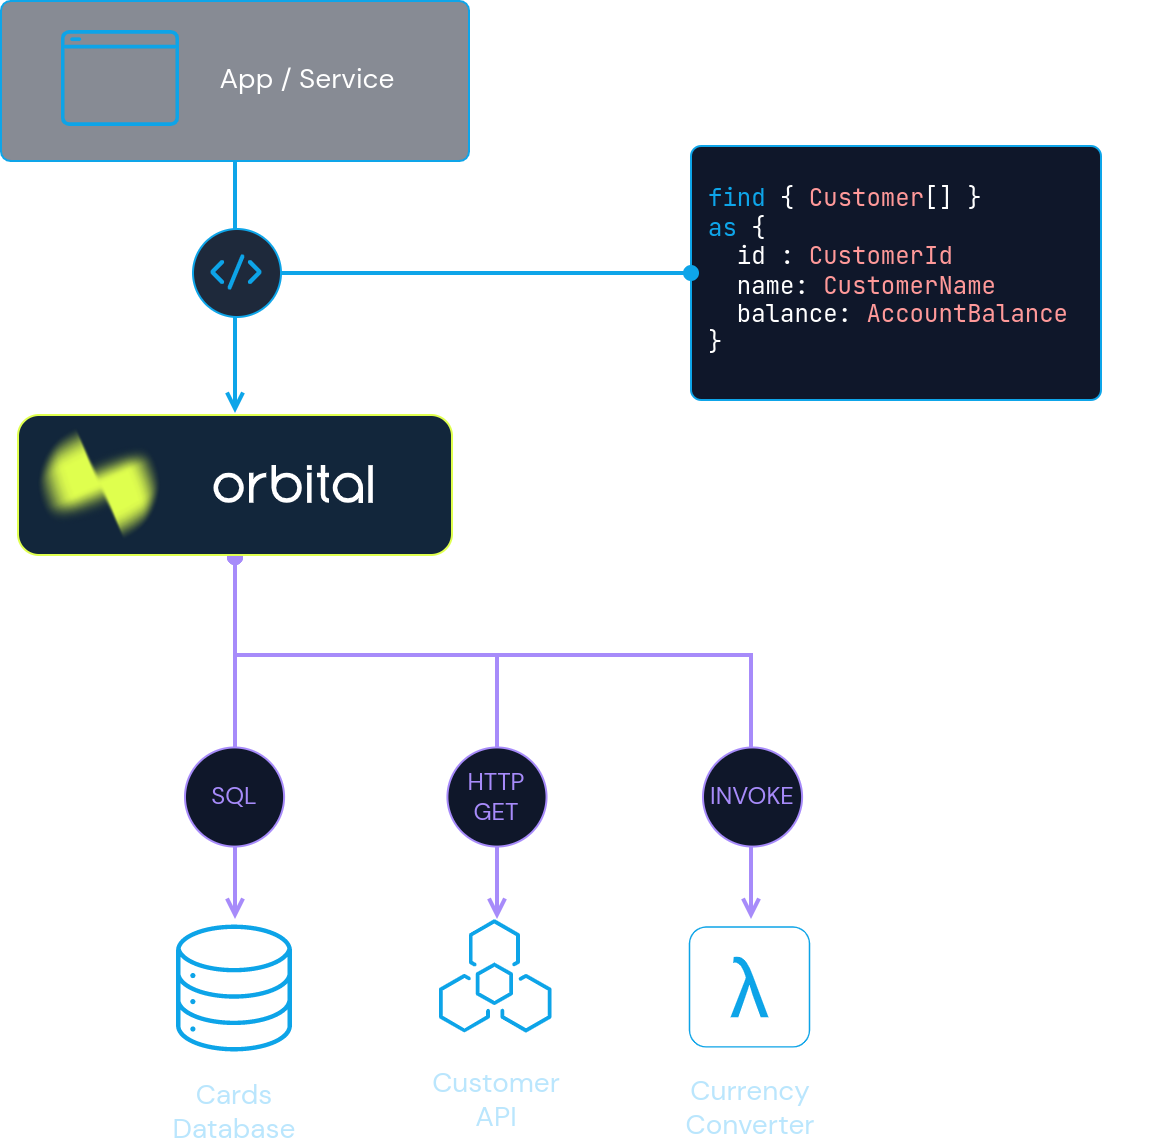 App / Service
</>
find { Customer[] }
as {
  id : CustomerId
  name: CustomerName
  balance: AccountBalance
}
orbital
SQL
HTTP
GET
INVOKE
λ
Cards
Database
Customer
API
Currency
Converter